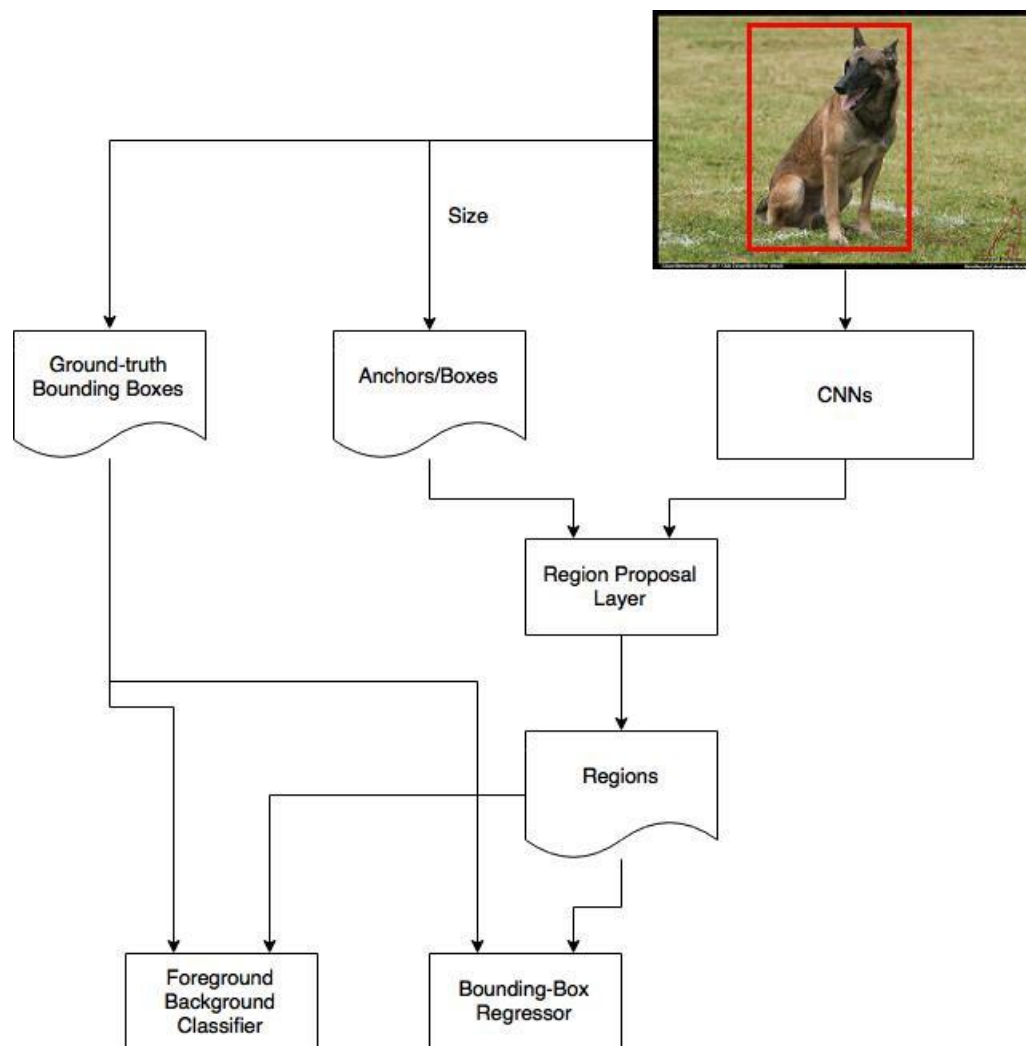 Size
Ground-truth
Bounding Boxes
Anchors/Boxes
CNNs
Region Proposal
Layer
Regions
Foreground
Background
Classifier
Bounding-Box
Regressor